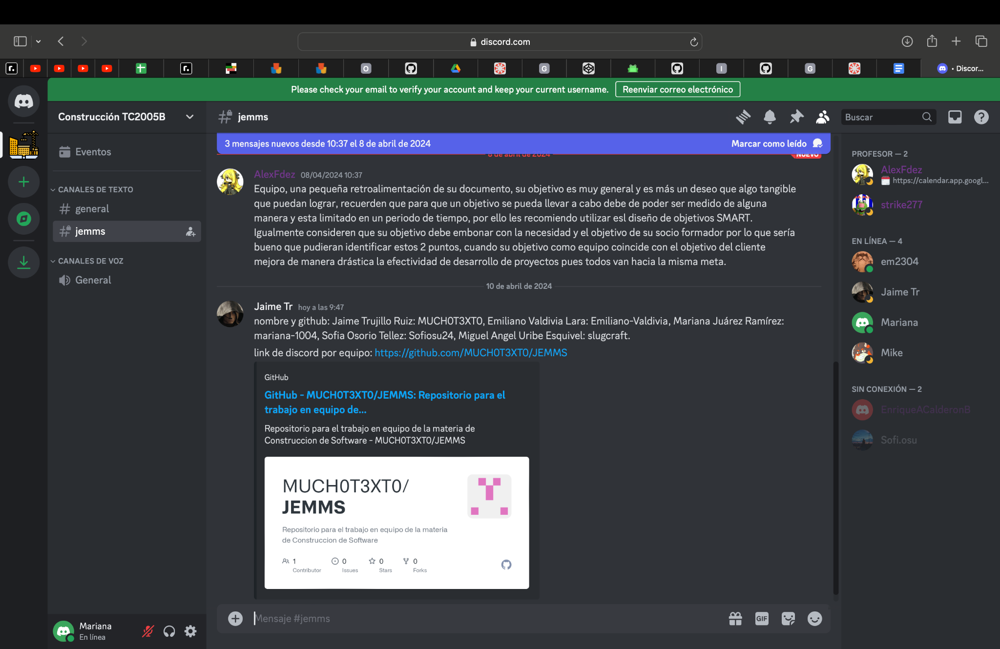 discord.com
r.
r.
O
G
I
G
• Discor...
Please check your email to verify your account and keep your current username.
Reenviar correo electrónico
Construcción TC2005B
Eventos
CANALES DE TEXTO
general
jemms
CANALES DE VOZ
General
Mariana
En línea
jemms
Buscar
3 mensajes nuevos desde 10:37 el 8 de abril de 2024
Marcar como leído
8 de abril de 2024
NUEVO
AlexFdez 08/04/2024 10:37
Equipo, una pequeña retroalimentación de su documento, su objetivo es muy general y es más un deseo que algo tangible
que puedan lograr, recuerden que para que un objetivo se pueda llevar a cabo debe de poder ser medido de alguna
manera y esta limitado en un periodo de tiempo, por ello les recomiendo utilizar esl diseño de objetivos SMART.
Igualmente consideren que su objetivo debe embonar con la necesidad y el objetivo de su socio formador por lo que sería
bueno que pudieran identificar estos 2 puntos, cuando su objetivo como equipo coincide con el objetivo del cliente
mejora de manera drástica la efectividad de desarrollo de proyectos pues todos van hacia la misma meta.
10 de abril de 2024
Jaime Tr hoy a las 9:47
nombre y github: Jaime Trujillo Ruiz: MUCH0T3XT0, Emiliano Valdivia Lara: Emiliano-Valdivia, Mariana Juárez Ramírez:
mariana-1004, Sofia Osorio Tellez: Sofiosu24, Miguel Angel Uribe Esquivel: slugcraft.
link de discord por equipo: https://github.com/MUCH0T3XT0/JEMMS
GitHub
GitHub - MUCH0T3XT0/JEMMS: Repositorio para el
trabajo en equipo de...
Repositorio para el trabajo en equipo de la materia de
Construccion de Software - MUCH0T3XT0/JEMMS
MUCH0T3XT0/
JEMMS
Repositorio para el trabajo en equipo de la materia
de Construccion de Software
1
Contributor
0
Issues
0
Stars
0
Forks
Mensaje #jemms
GIF
PROFESOR — 2
AlexFdez
https://calendar.app.googl...
strike277
EN LÍNEA — 4
em2304
Jaime Tr
Mariana
Mike
SIN CONEXIÓN — 2
EnriqueACalderonB
Sofi.osu